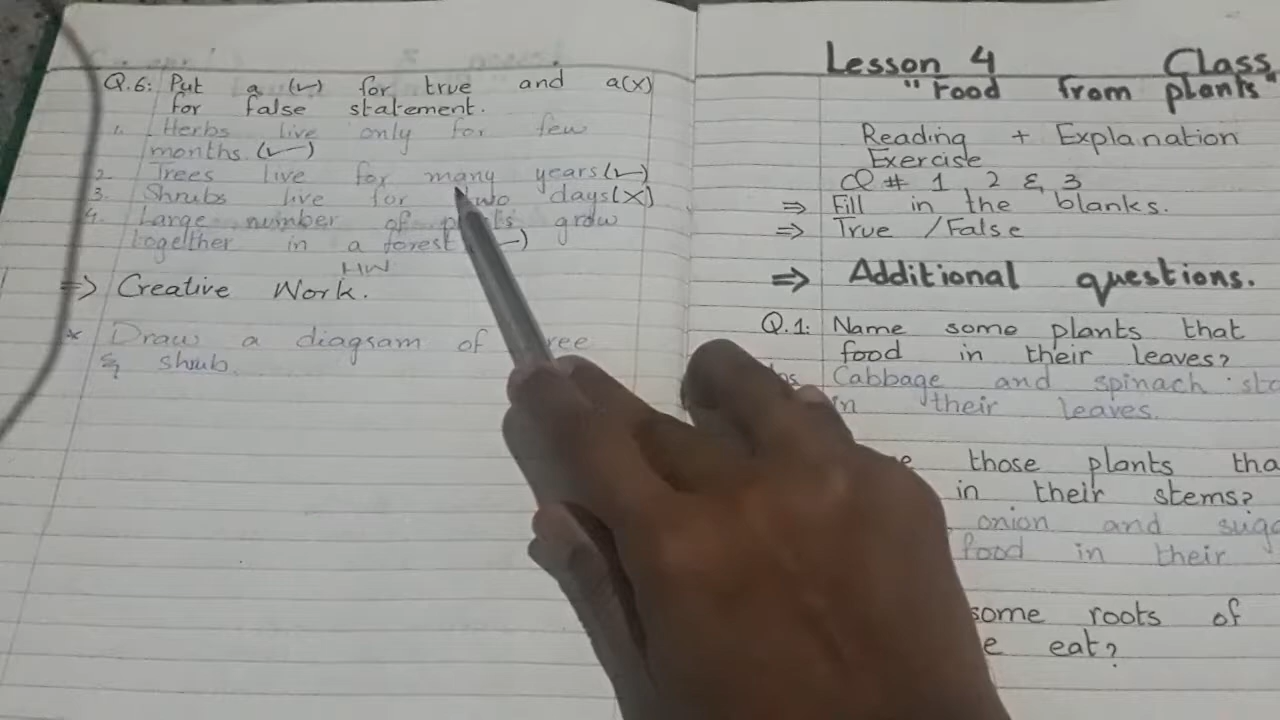 Q.6: Put a (✓) for true and a(x)
for false statement.
1. Herbs live only for few
months. (✓)
2. Trees live for many years(✓)
3. Shrubs live for two days(X)
4. Large number of grow
together in a forest ✓)
HW
=> Creative Work.
* Draw a diagram of
& shrub.
Lesson 4 Class
"Food from plants"
Reading + Explanation
Exercise
Q # 1, 2 & 3
=> Fill in the blanks.
=> True / False
=> Additional questions.
Q.1: Name some plants that
food in their leaves?
Cabbage and spinach
in their leaves.
those plants
in their stems?
onion and
food in their
some roots of
eat?